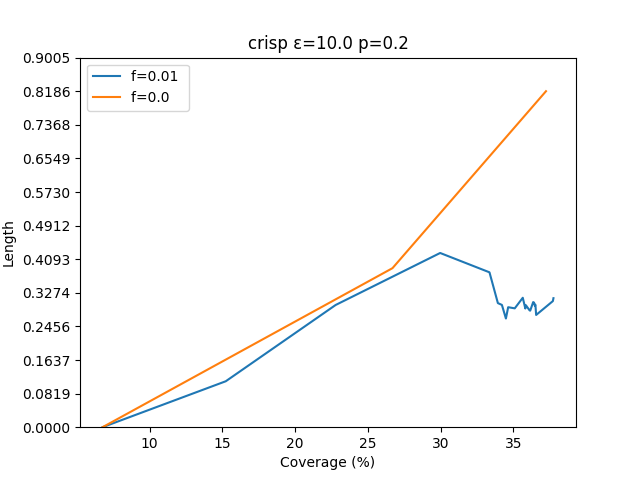 crisp ε=10.0 p=0.2
0.9005
0.8186
0.7368
0.6549
0.5730
0.4912
0.4093
0.3274
0.2456
0.1637
0.0819
0.0000
Length
f=0.01
f=0.0
10 15 20 25 30 35
Coverage (%)